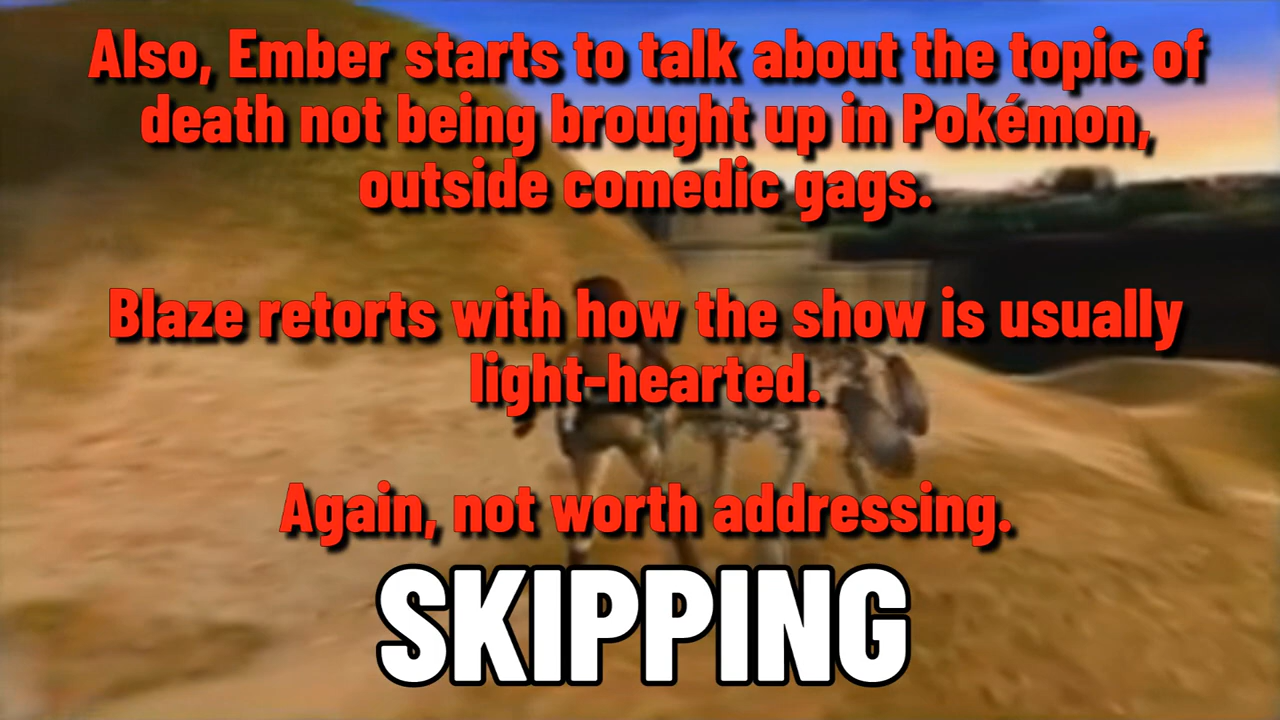 Also, Ember starts to talk about the topic of
death not being brought up in Pokémon,
outside comedic gags.
Blaze retorts with how the show is usually
light-hearted.
Again, not worth addressing.
SKIPPING